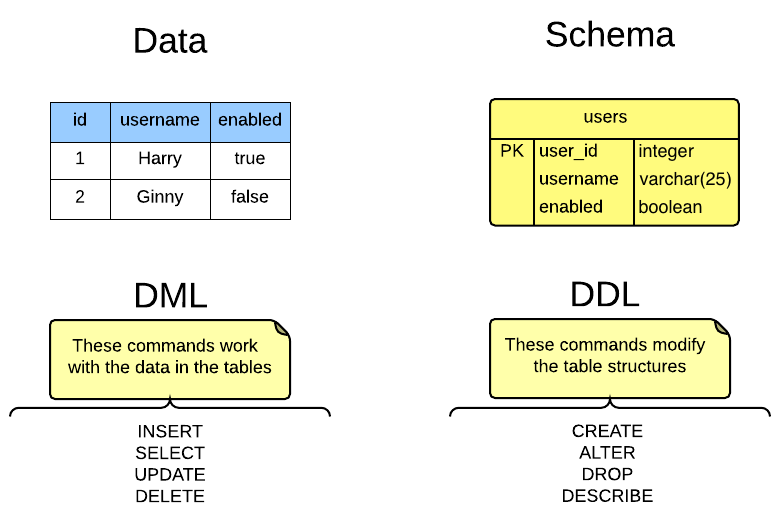 Data
id username enabled
1 Harry true
2 Ginny false
Schema
users
PK user_id integer
username varchar(25)
enabled boolean
DML
These commands work
with the data in the tables
INSERT
SELECT
UPDATE
DELETE
DDL
These commands modify
the table structures
CREATE
ALTER
DROP
DESCRIBE